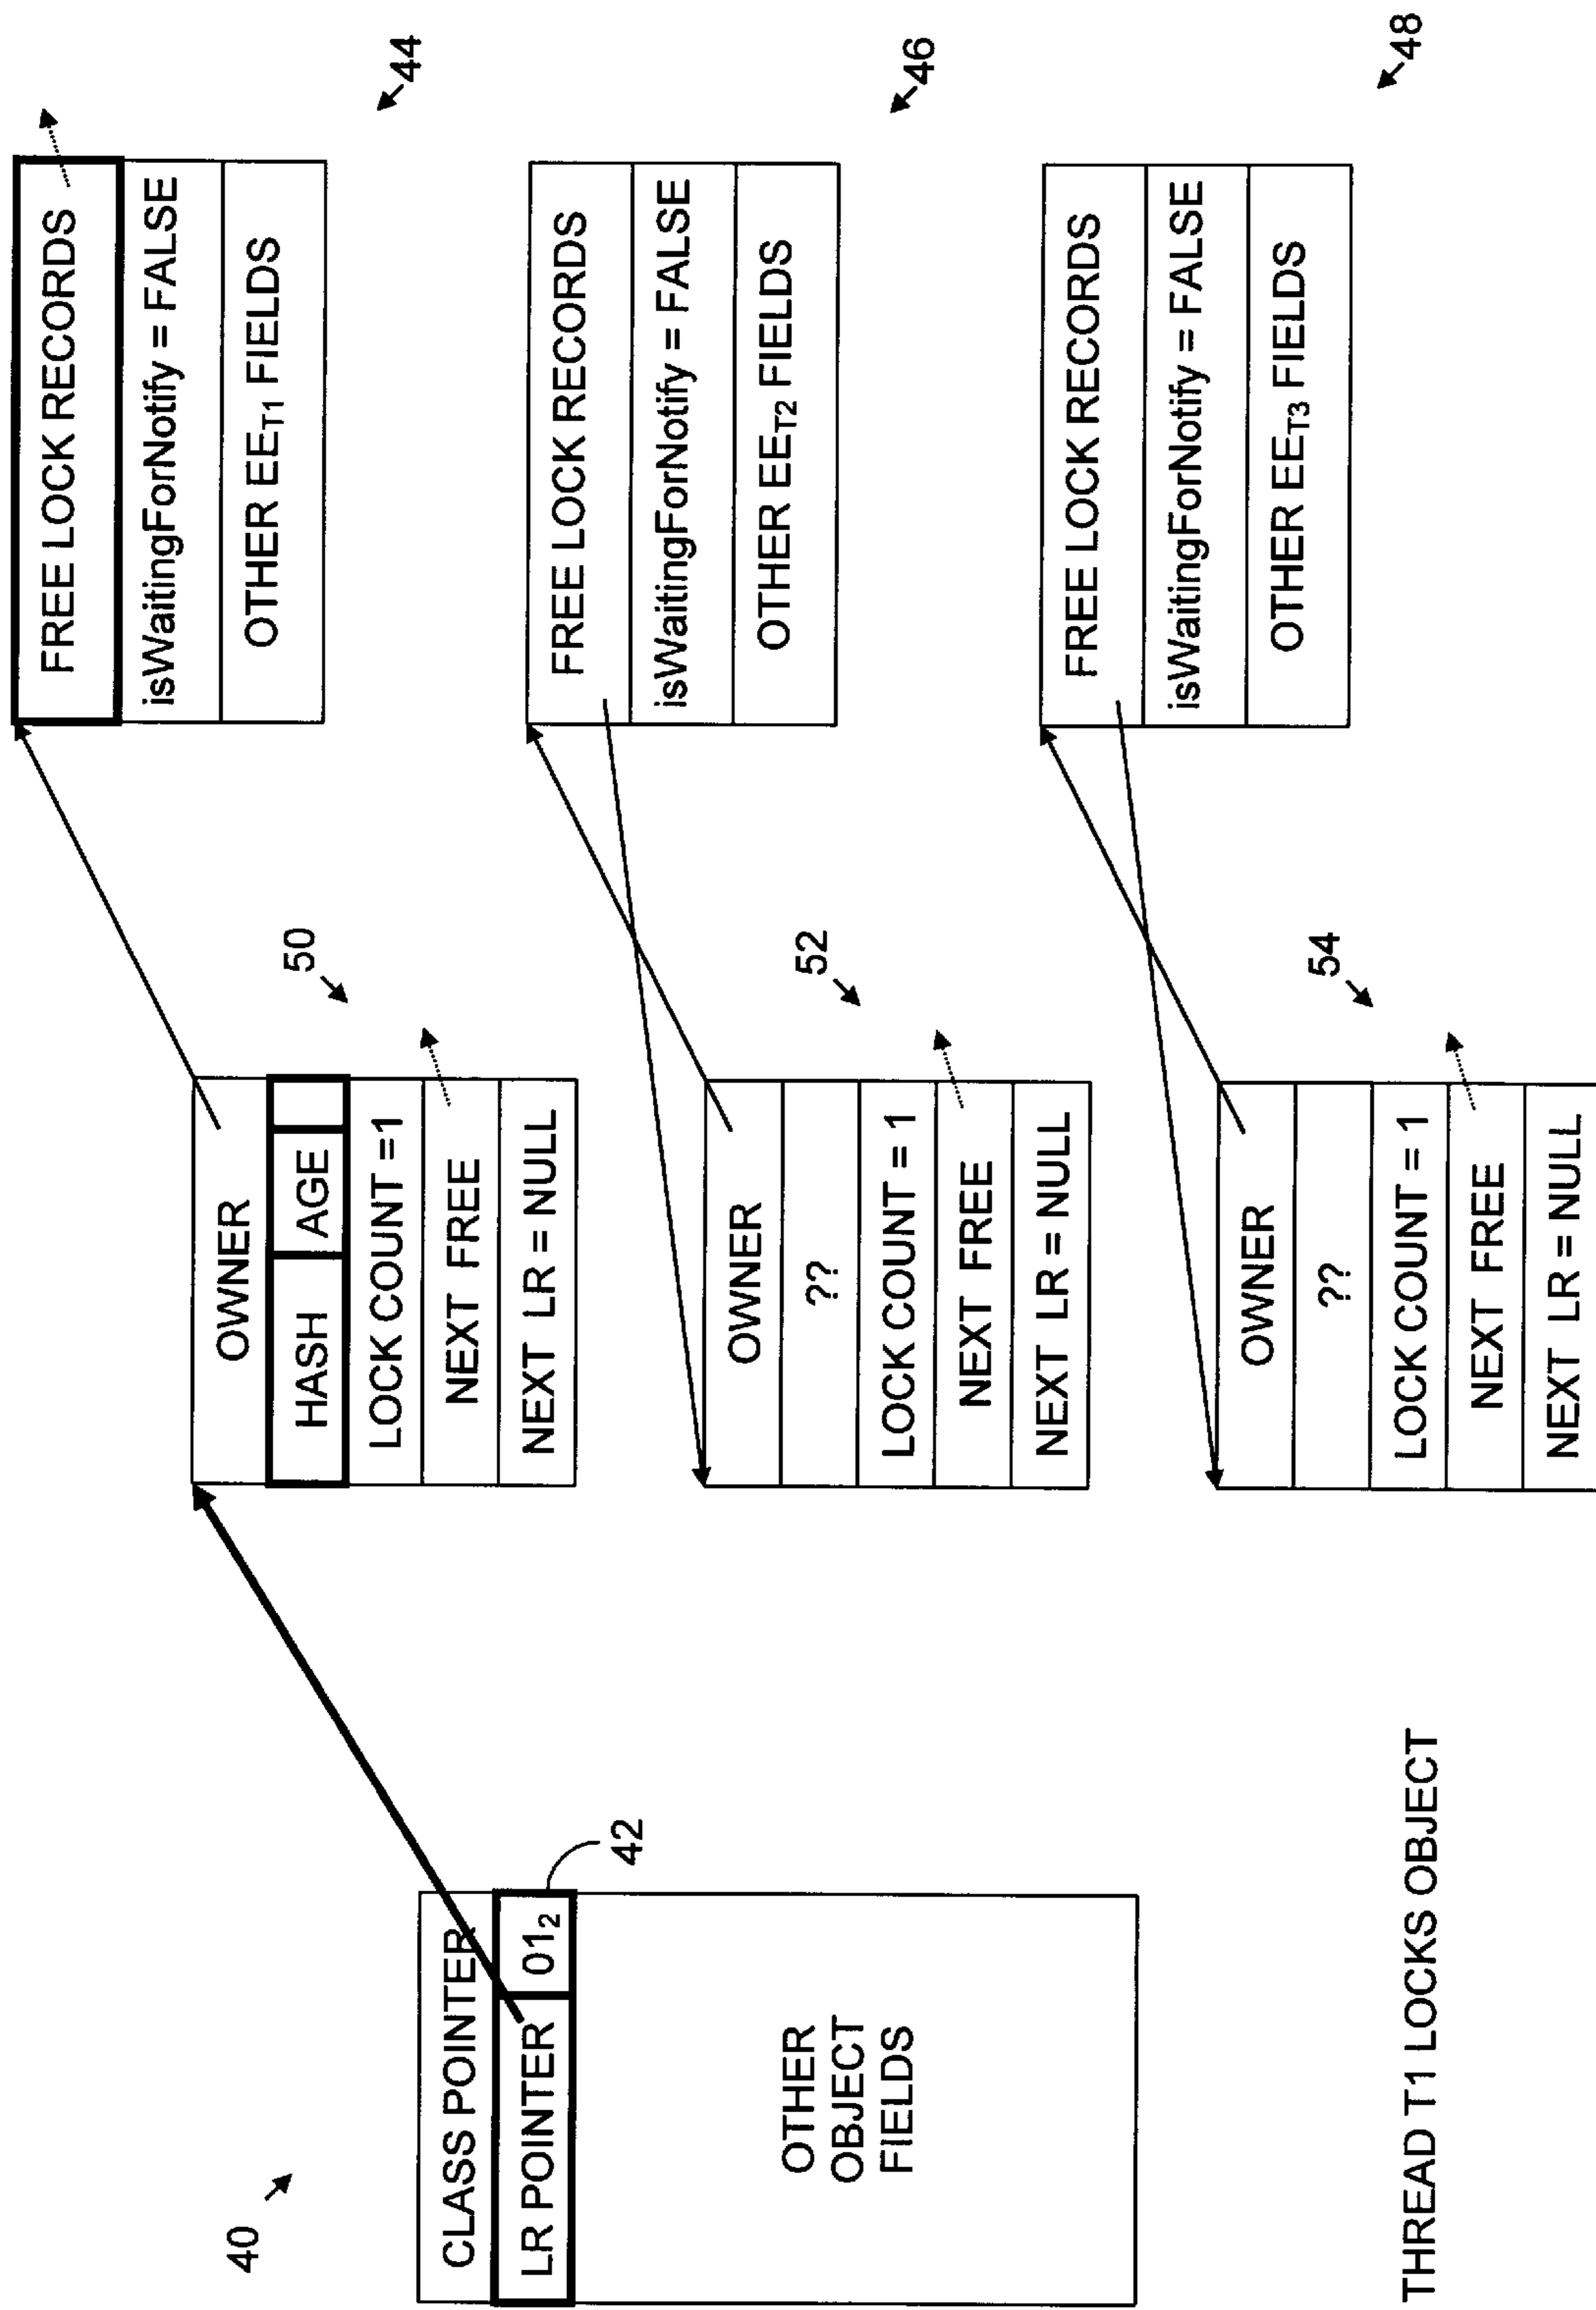 40
CLASS POINTER
LR POINTER 01₂
42
OTHER
OBJECT
FIELDS
THREAD T1 LOCKS OBJECT
50
OWNER
HASH AGE
LOCK COUNT =1
NEXT FREE
NEXT LR = NULL
52
OWNER
??
LOCK COUNT = 1
NEXT FREE
NEXT LR = NULL
54
OWNER
??
LOCK COUNT = 1
NEXT FREE
NEXT LR = NULL
44
FREE LOCK RECORDS
isWaitingForNotify = FALSE
OTHER EE_T1 FIELDS
46
FREE LOCK RECORDS
isWaitingForNotify = FALSE
OTHER EE_T2 FIELDS
48
FREE LOCK RECORDS
isWaitingForNotify = FALSE
OTHER EE_T3 FIELDS